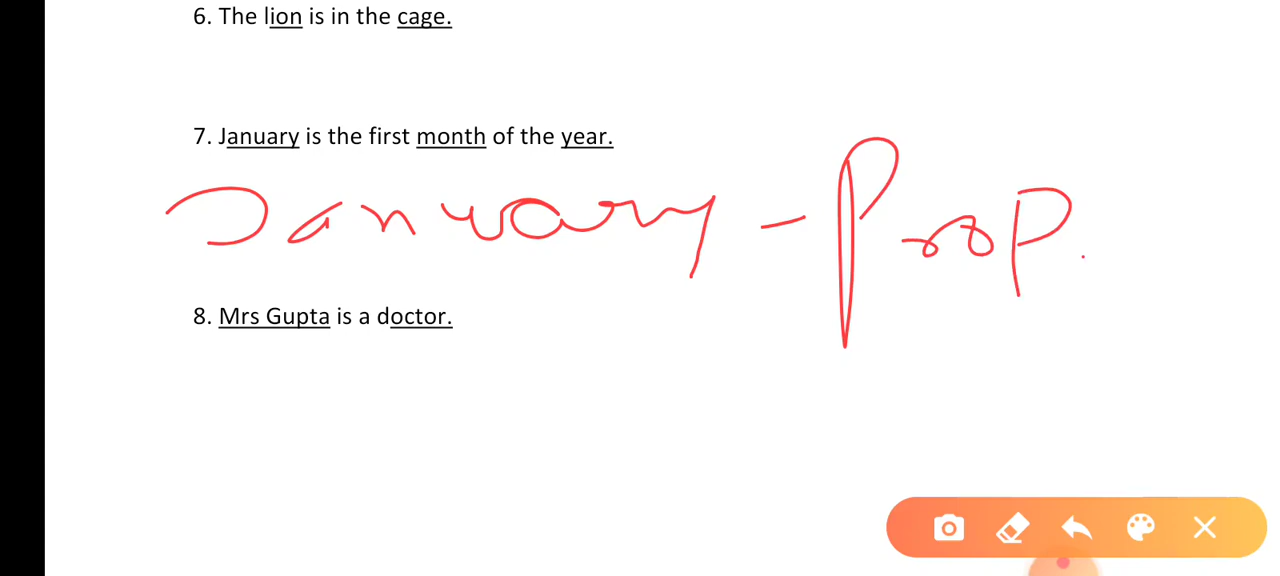 6. The lion is in the cage.
7. January is the first month of the year.
January - Prop.
8. Mrs Gupta is a doctor.